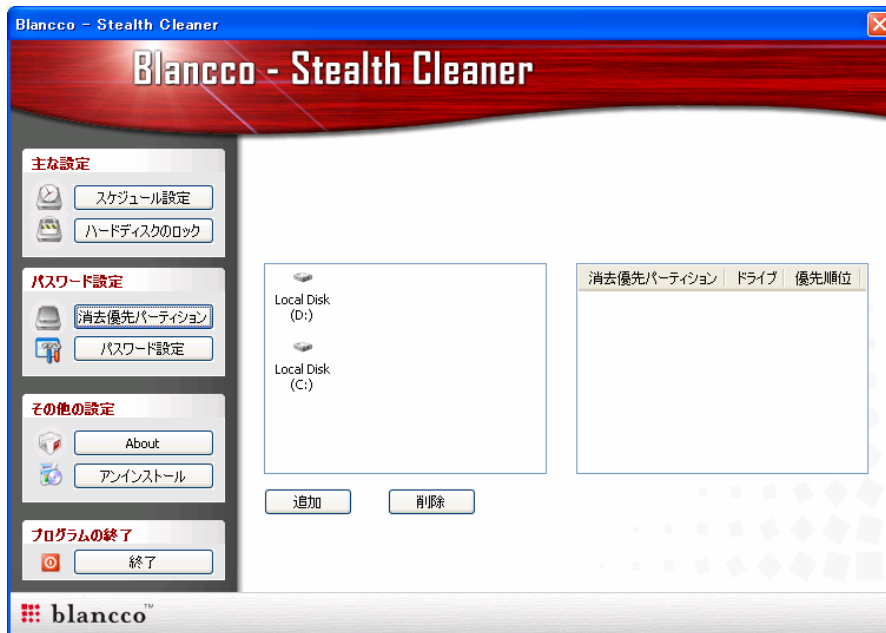 Blancco - Stealth Cleaner
Blancco - Stealth Cleaner
主な設定
スケジュール設定
ハードディスクのロック
パスワード設定
消去優先パーティション
パスワード設定
その他の設定
About
アンインストール
プログラムの終了
終了
Local Disk
(D:)
Local Disk
(C:)
追加
削除
消去優先パーティション ドライブ 優先順位
blancco™